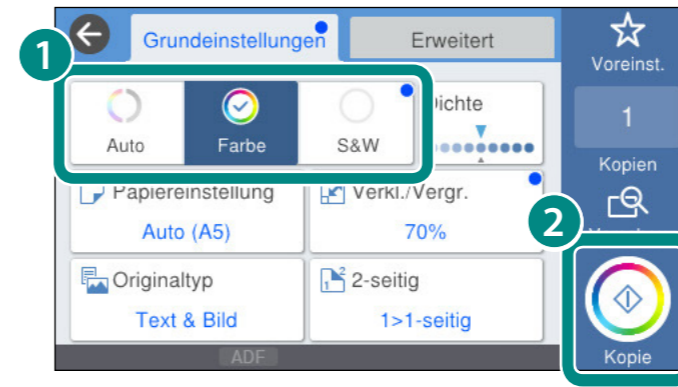 1
Grundeinstellungen
Erweitert
Voreinst.
Auto
Farbe
S&W
1
Kopien
Papiereinstellung
Auto (A5)
Verkl./Vergr.
70%
2
Originaltyp
Text & Bild
2-seitig
1>1-seitig
Kopie
ADF